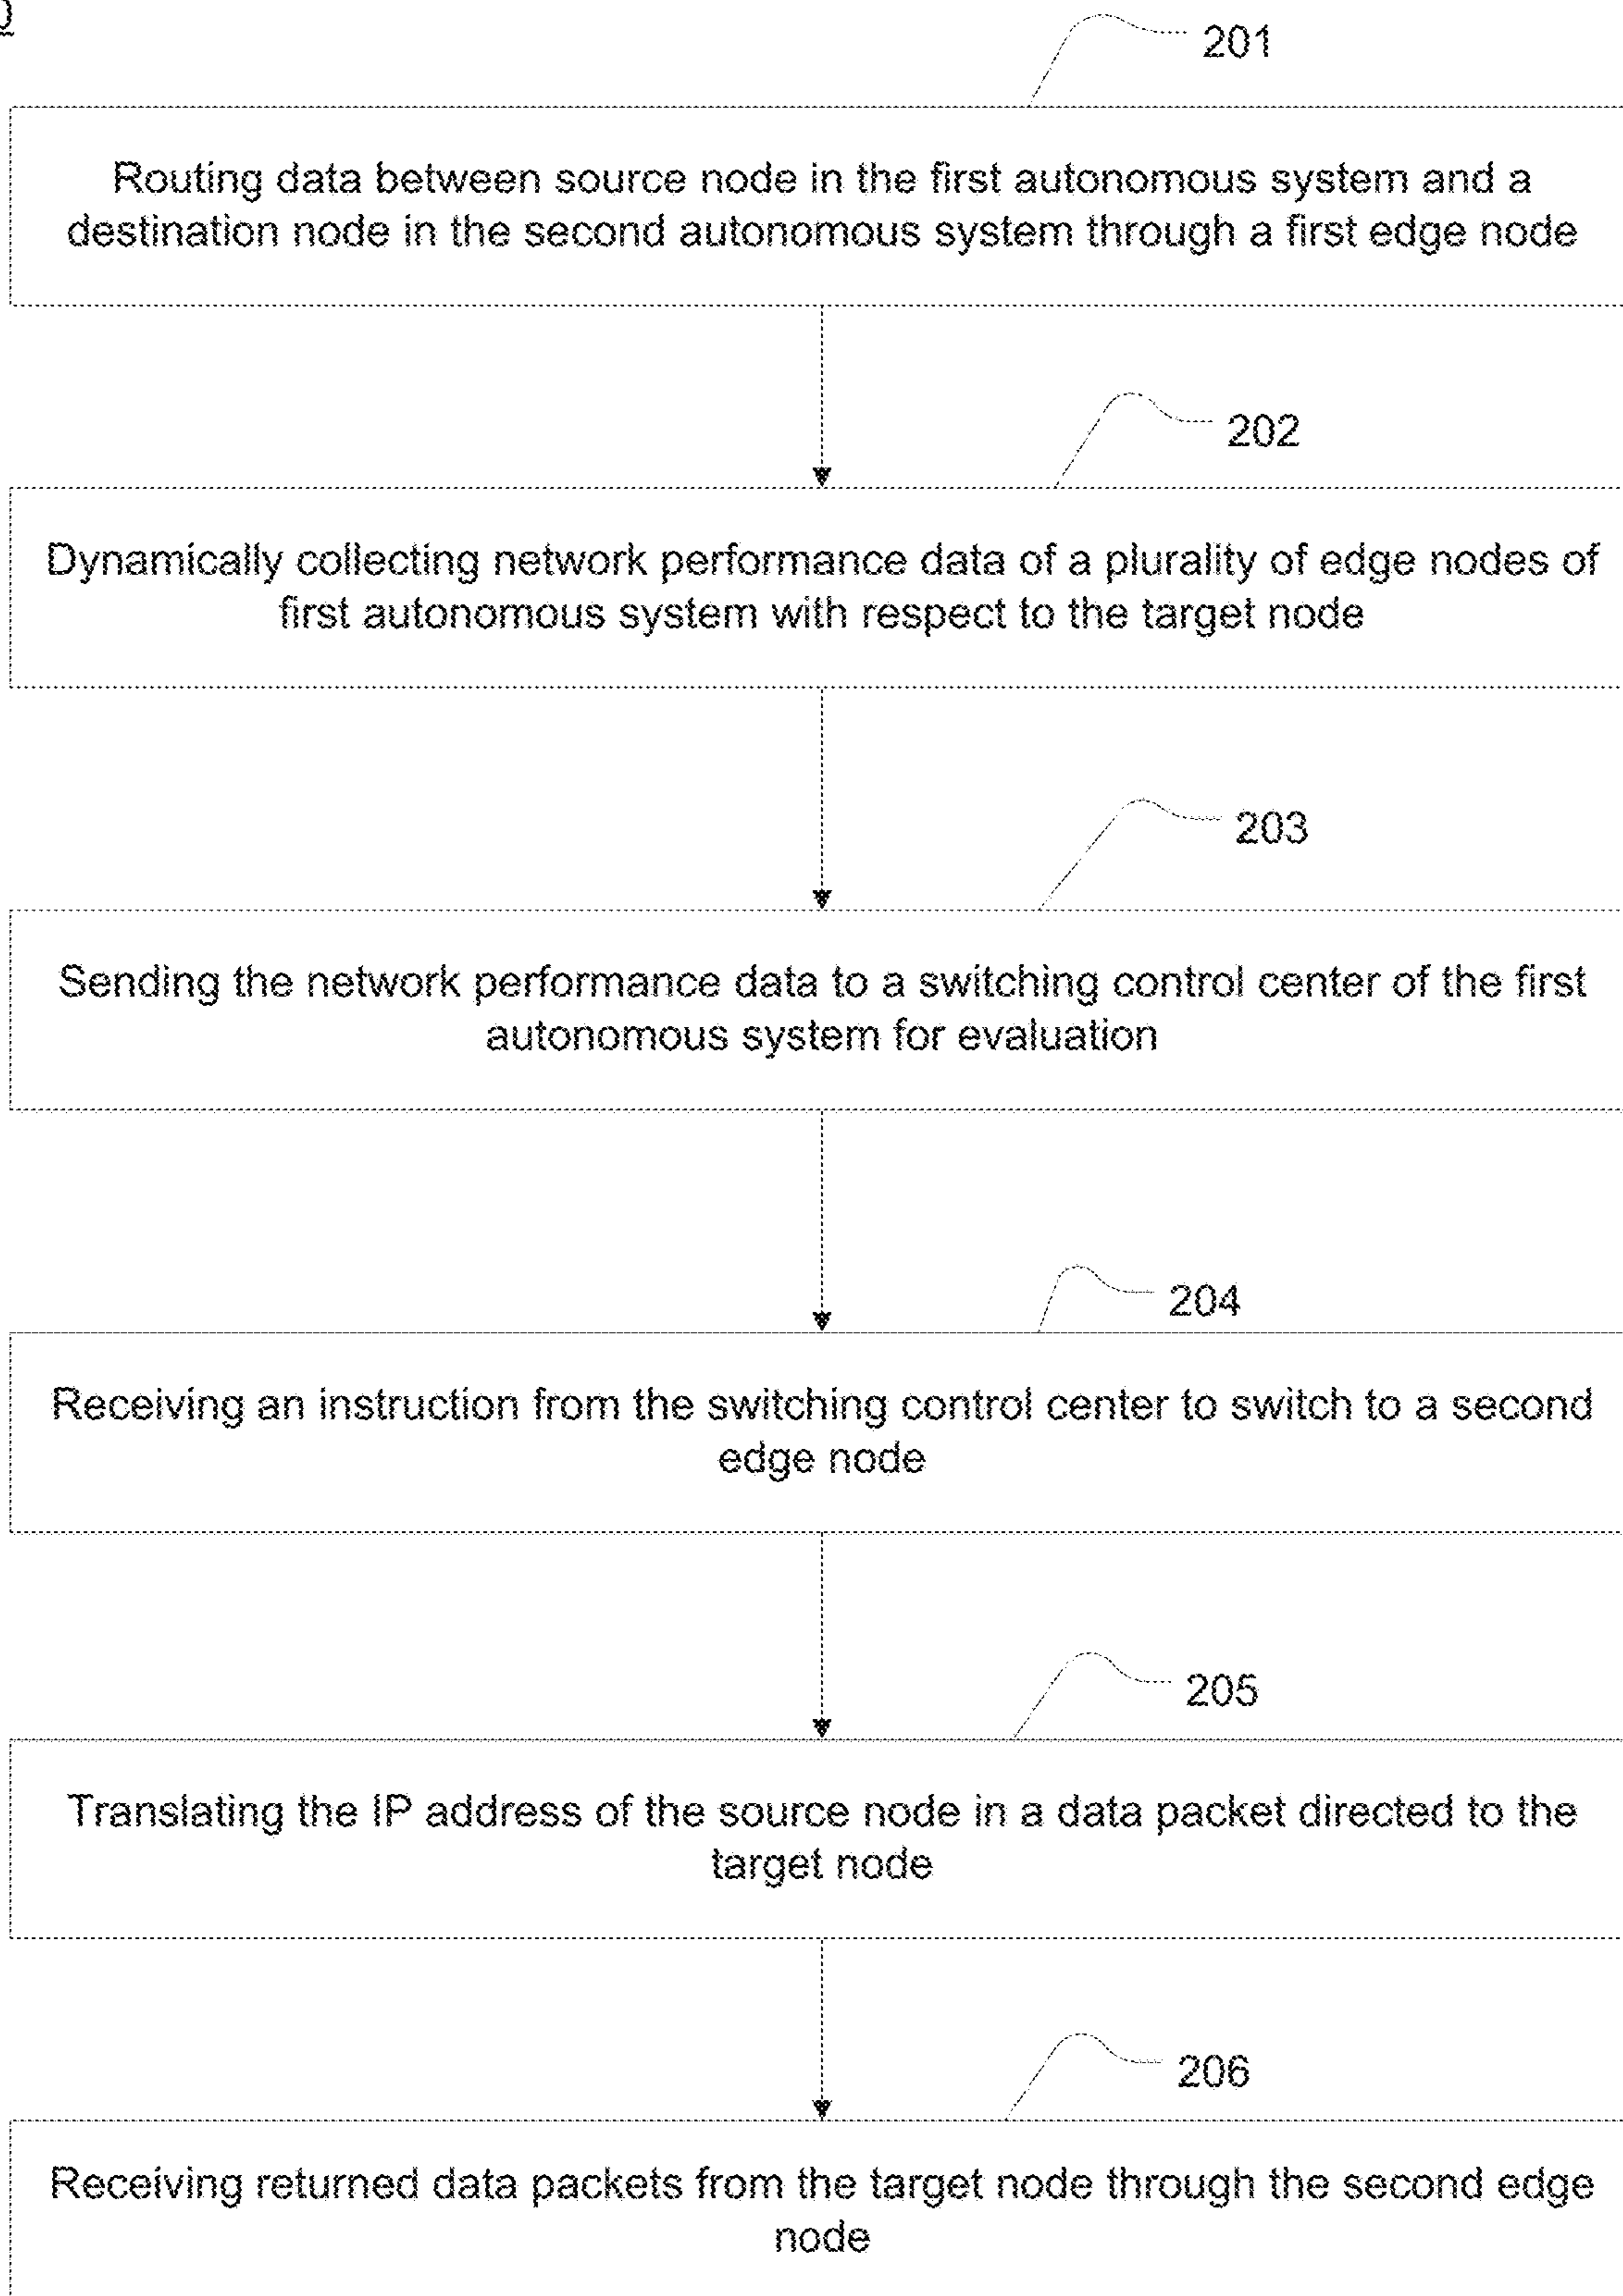 201
Routing data between source node in the first autonomous system and a
destination node in the second autonomous system through a first edge node
202
Dynamically collecting network performance data of a plurality of edge nodes of
first autonomous system with respect to the target node
203
Sending the network performance data to a switching control center of the first
autonomous system for evaluation
204
Receiving an instruction from the switching control center to switch to a second
edge node
205
Translating the IP address of the source node in a data packet directed to the
target node
206
Receiving returned data packets from the target node through the second edge
node